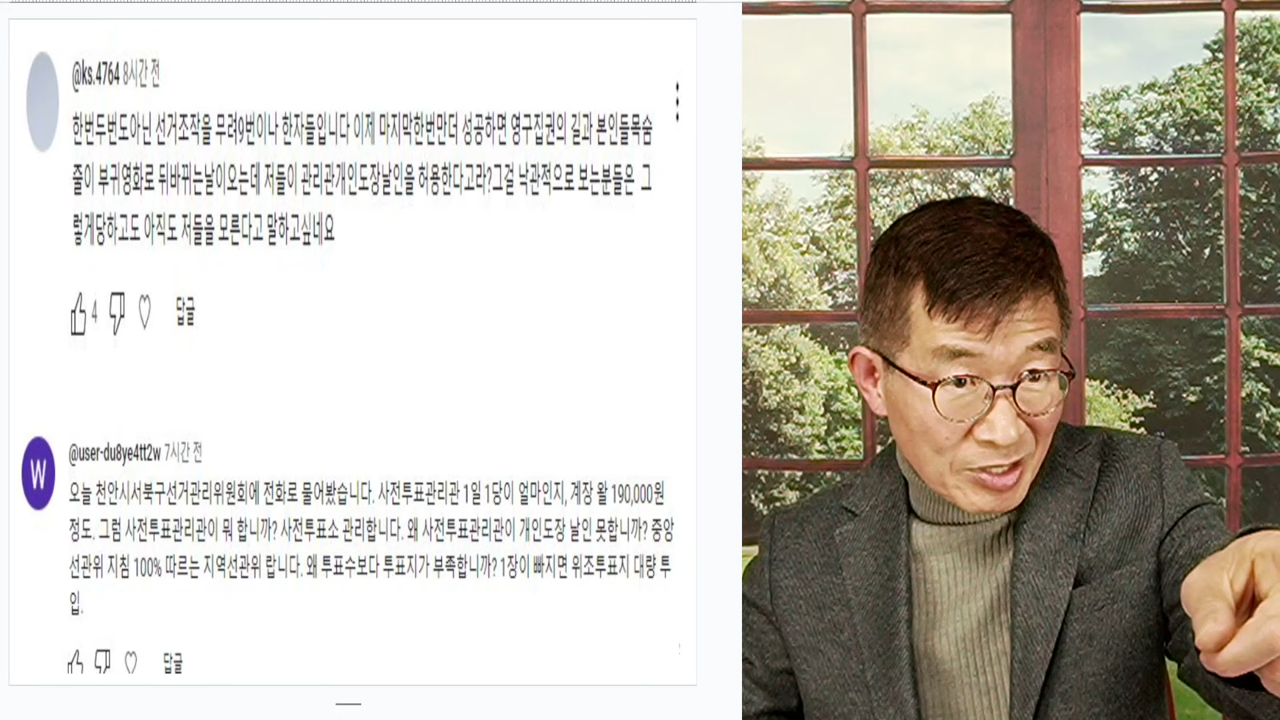 @ks.4764 8시간 전
한번두번도아닌 선거조작을 무려9번이나 한자들입니다 이제 마지막한번만더 성공하면 영구집권의 길과 본인들목숨
줄이 부귀영화로 뒤바뀌는날이오는데 저들이 관리관개인도장날인을 허용한다고라?그걸 낙관적으로 보는분들은 그
렇게당하고도 아직도 저들을 모른다고 말하고싶네요
4 답글
W
@user-du8ye4tt2w 7시간 전
오늘 천안시서북구선거관리위원회에 전화로 물어봤습니다. 사전투표관리관 1일 1당이 얼마인지, 계장 왈 190,000원
정도. 그럼 사전투표관리관이 뭐 합니까? 사전투표소 관리합니다. 왜 사전투표관리관이 개인도장 날인 못합니까? 중앙
선관위 지침 100% 따르는 지역선관위 랍니다. 왜 투표수보다 투표지가 부족합니까? 1장이 빠지면 위조투표지 대량 투
입.
답글